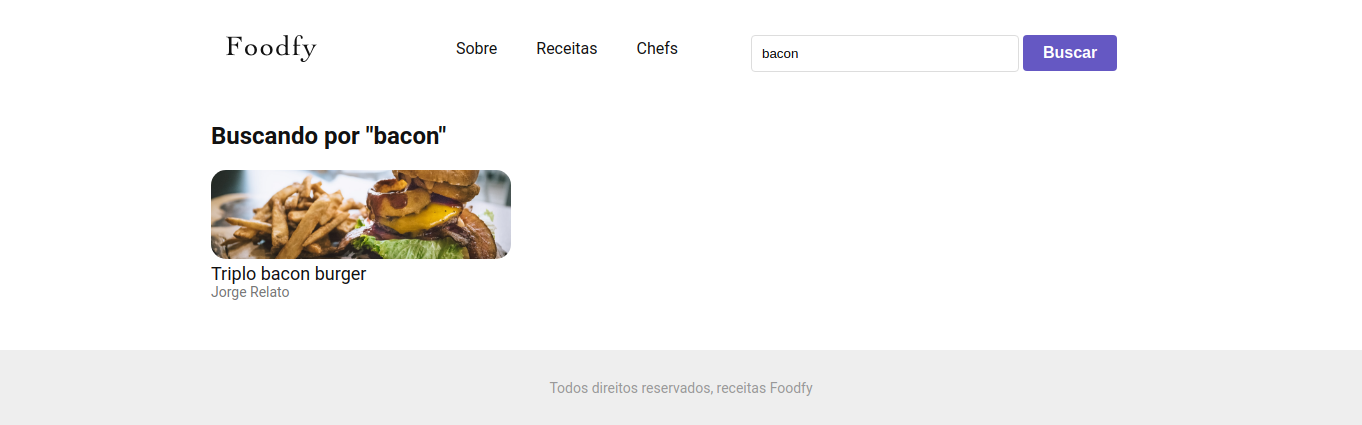 Foodfy
Sobre
Receitas
Chefs
bacon
Buscar
Buscando por "bacon"
Triplo bacon burger
Jorge Relato
Todos direitos reservados, receitas Foodfy